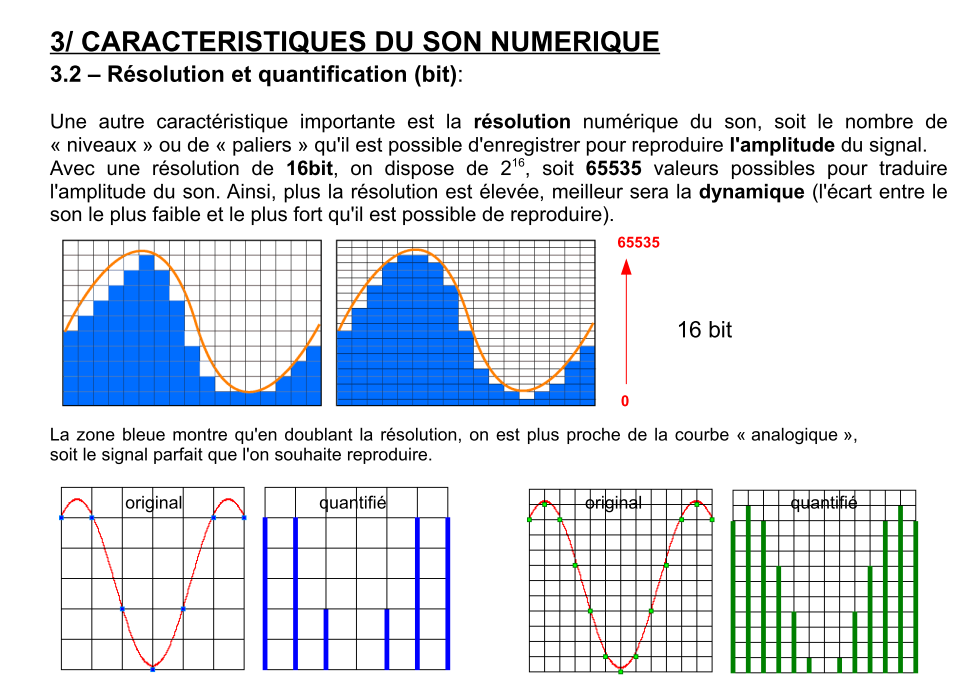 3/ CARACTERISTIQUES DU SON NUMERIQUE
3.2 – Résolution et quantification (bit):
Une autre caractéristique importante est la résolution numérique du son, soit le nombre de
« niveaux » ou de « paliers » qu'il est possible d'enregistrer pour reproduire l'amplitude du signal.
Avec une résolution de 16bit, on dispose de 2^16, soit 65535 valeurs possibles pour traduire
l'amplitude du son. Ainsi, plus la résolution est élevée, meilleur sera la dynamique (l'écart entre le
son le plus faible et le plus fort qu'il est possible de reproduire).
65535
16 bit
0
La zone bleue montre qu'en doublant la résolution, on est plus proche de la courbe « analogique »,
soit le signal parfait que l'on souhaite reproduire.
original
quantifié
original
quantifié